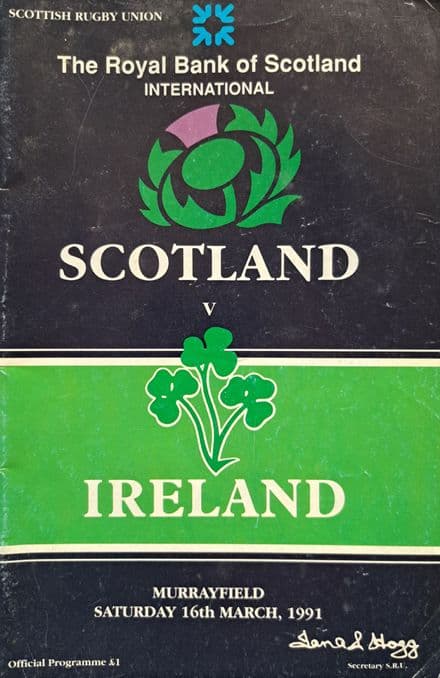 SCOTTISH RUGBY UNION
The Royal Bank of Scotland
INTERNATIONAL
SCOTLAND
v
IRELAND
MURRAYFIELD
SATURDAY 16th MARCH, 1991
Official Programme £1
Secretary S.R.U.